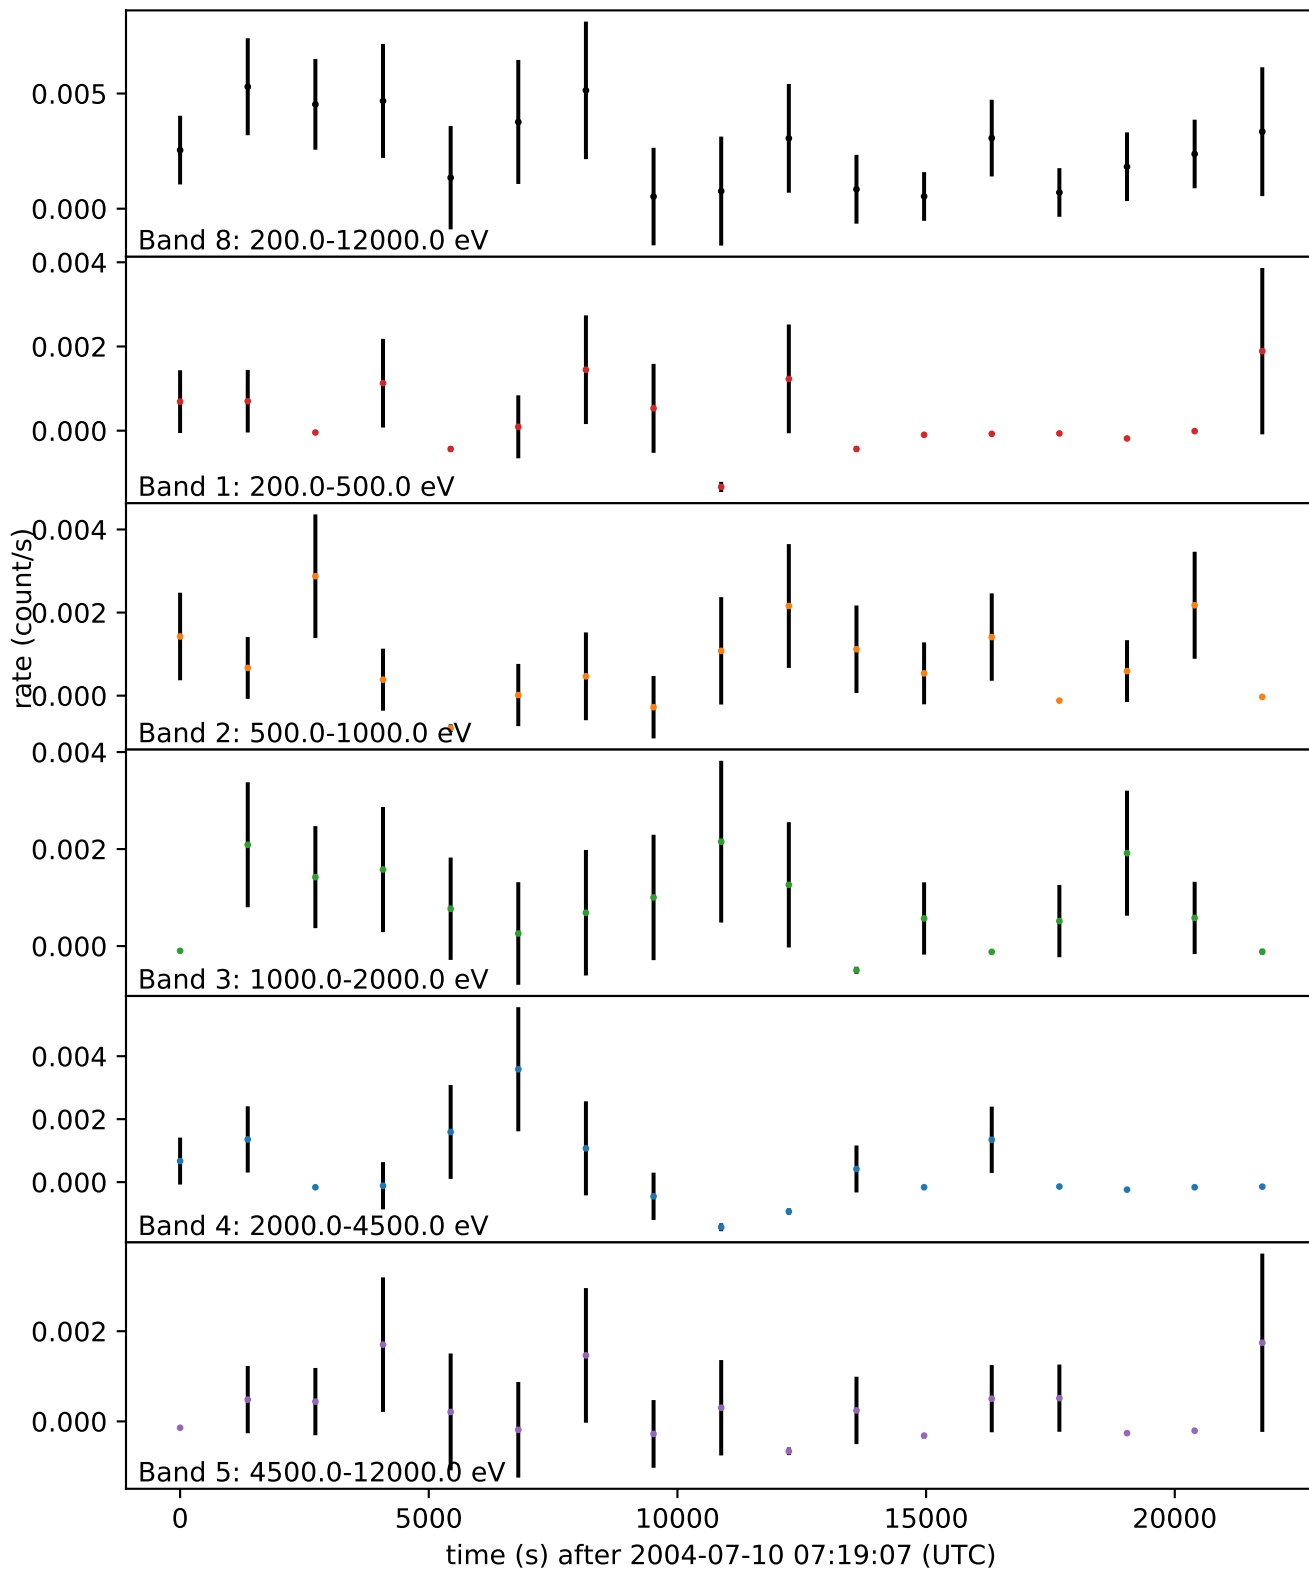 0.005
0.000
Band 8: 200.0-12000.0 eV
0.004
0.002
0.000
Band 1: 200.0-500.0 eV
0.004
0.002
0.000
Band 2: 500.0-1000.0 eV
rate (count/s)
0.004
0.002
0.000
Band 3: 1000.0-2000.0 eV
0.004
0.002
0.000
Band 4: 2000.0-4500.0 eV
0.002
0.000
Band 5: 4500.0-12000.0 eV
0 5000 10000 15000 20000
time (s) after 2004-07-10 07:19:07 (UTC)